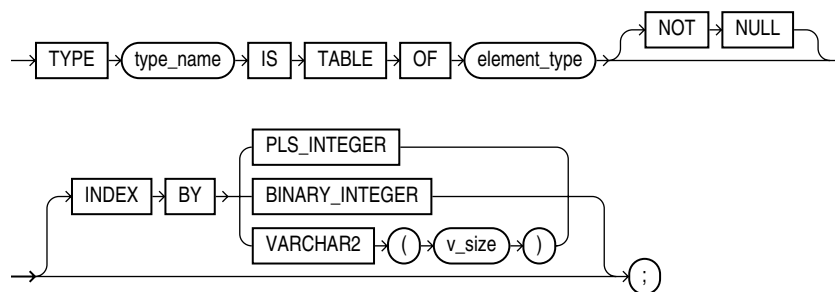 NOT NULL
TYPE type_name IS TABLE OF element_type
PLS_INTEGER
INDEX BY BINARY_INTEGER
VARCHAR2 ( v_size )
;